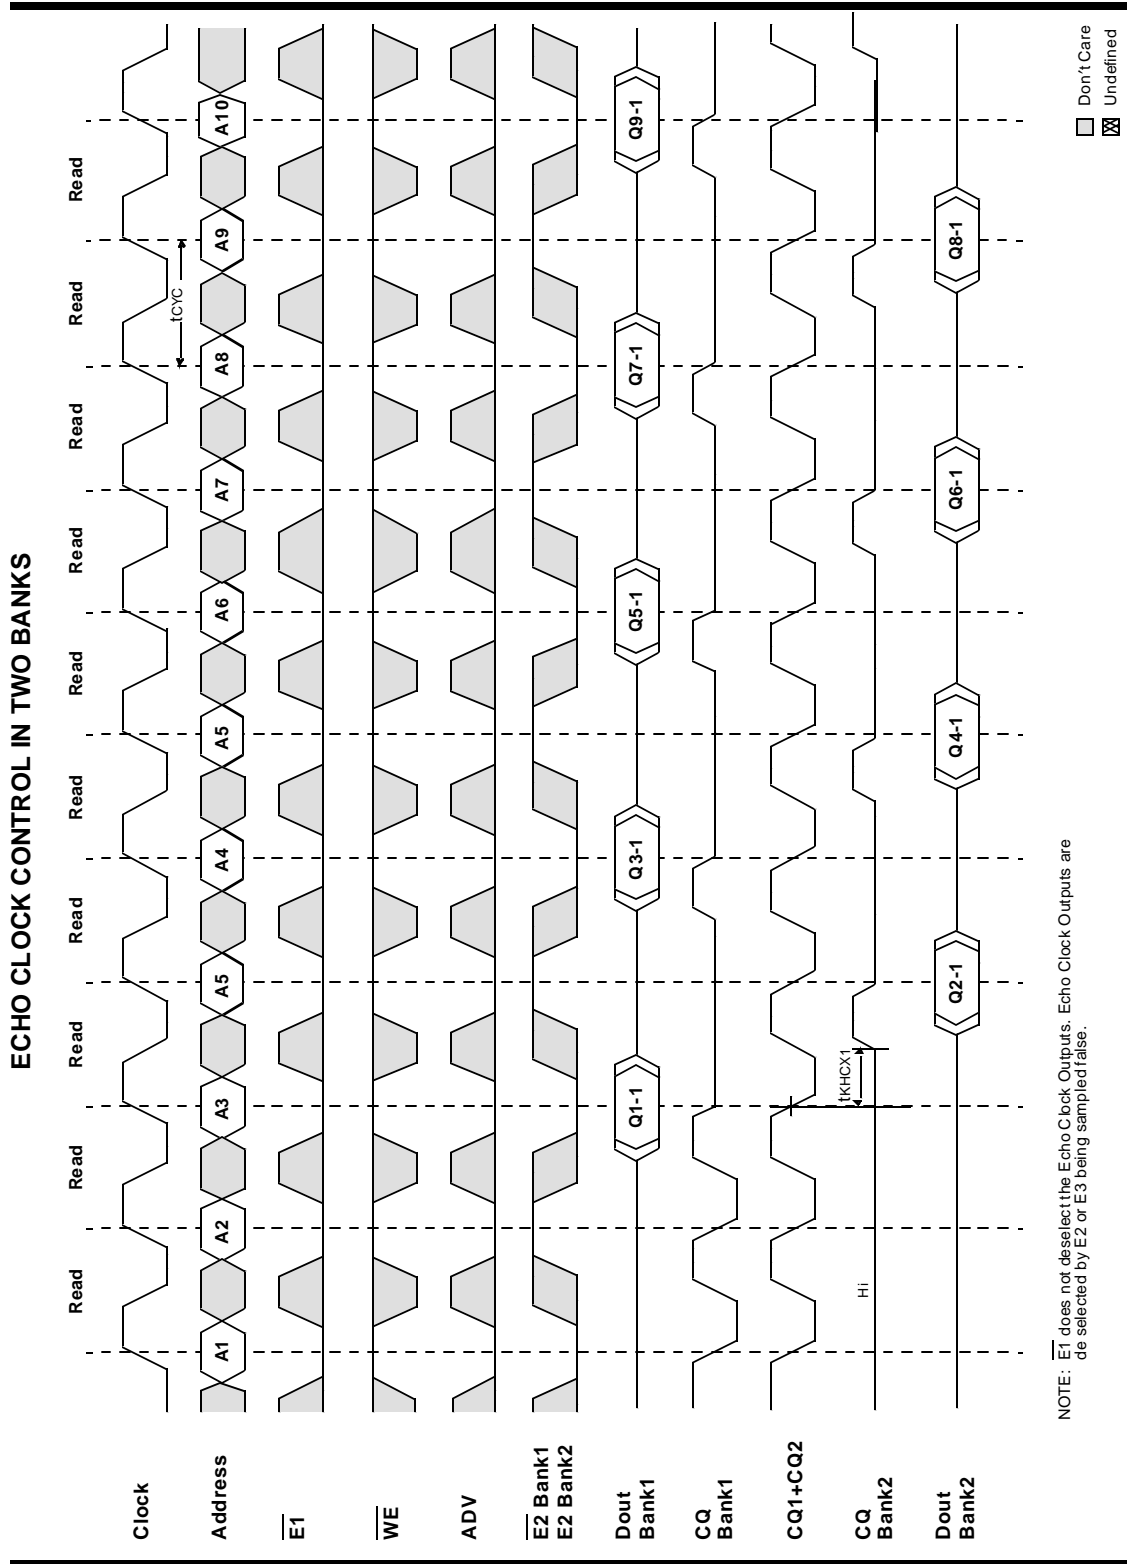 ECHO CLOCK CONTROL IN TWO BANKS
Read Read Read Read Read Read Read Read Read Read
Clock
tCYC
Address
A1 A2 A3 A5 A4 A5 A6 A7 A8 A9 A10
E1
WE
ADV
E2 Bank1
E2 Bank2
Dout
Bank1
Q1-1 Q3-1 Q5-1 Q7-1 Q9-1
CQ
Bank1
CQ1+CQ2
tKHCX1
CQ
Bank2
Hi
Dout
Bank2
Q2-1 Q4-1 Q6-1 Q8-1
NOTE: E1 does not deselect the Echo Clock Outputs. Echo Clock Outputs are
de selected by E2 or E3 being sampled false.
Don't Care
Undefined